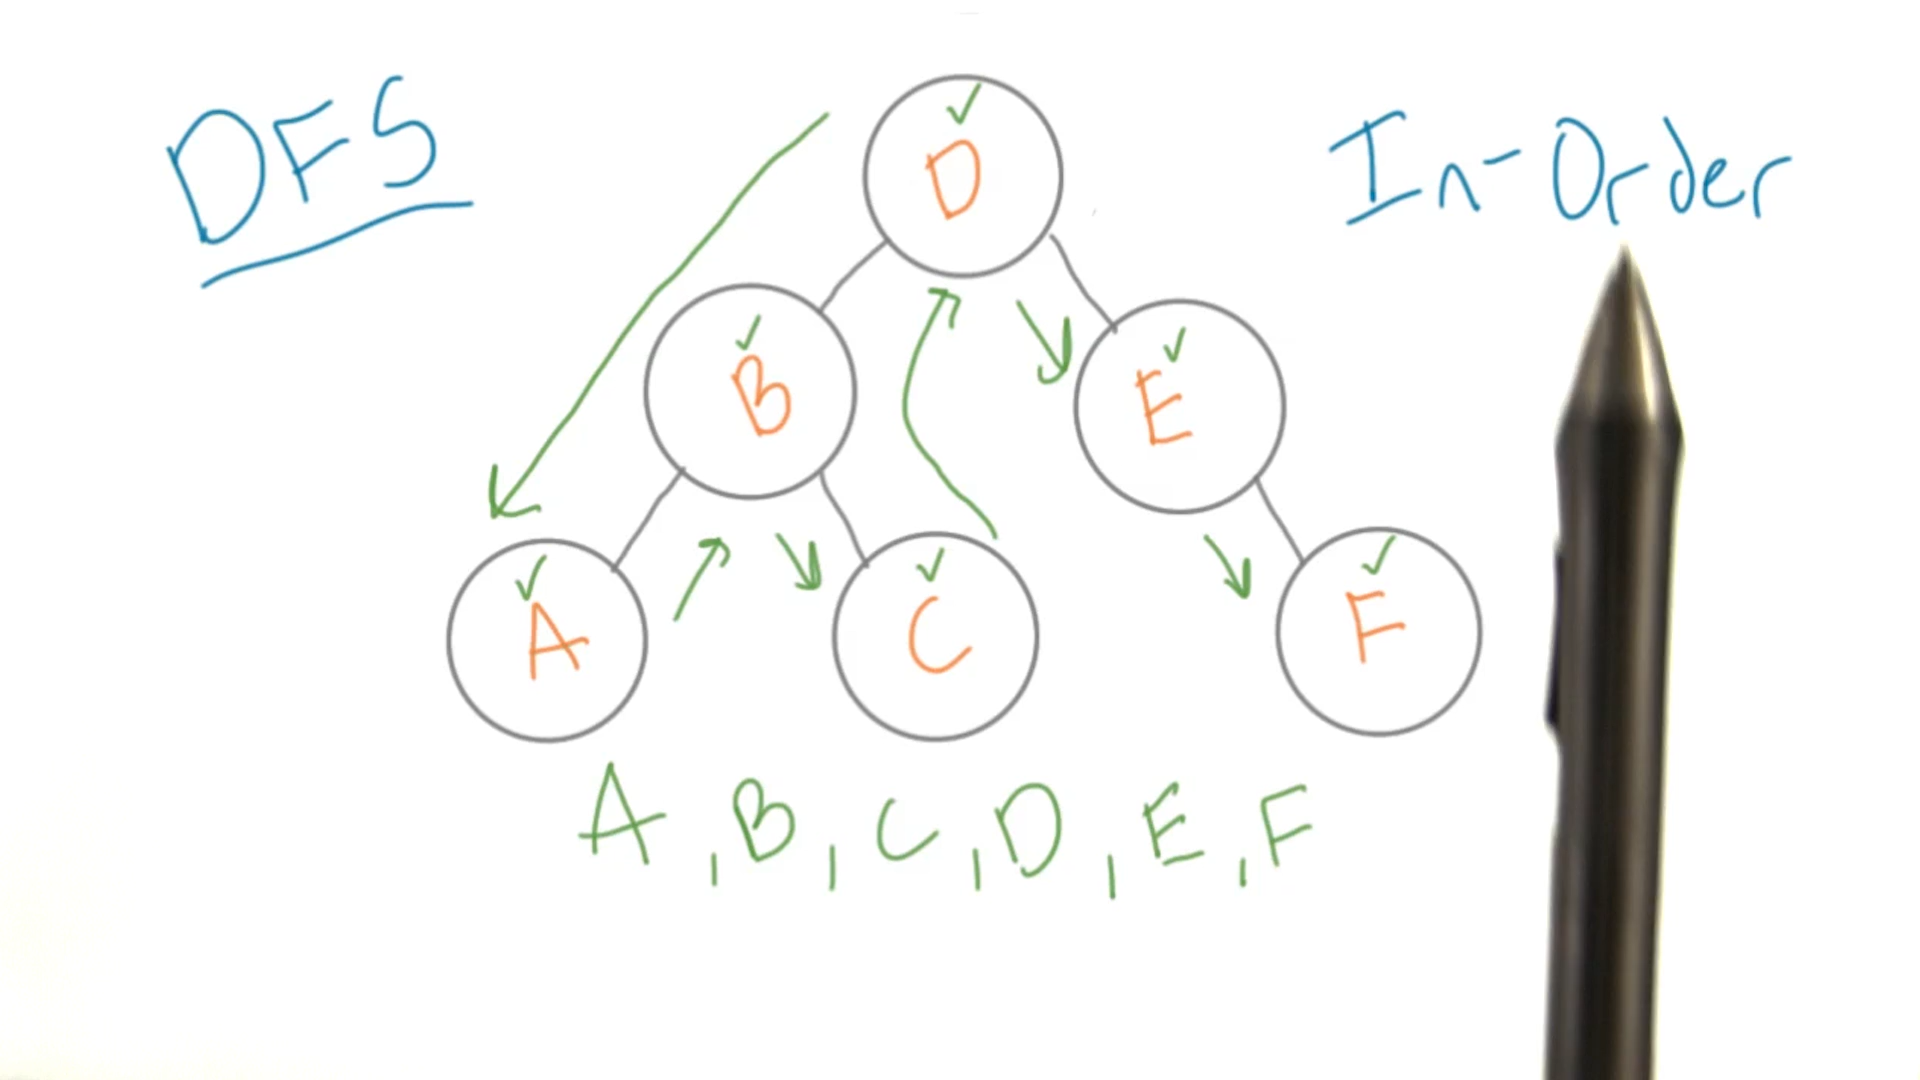 DFS
In-Order
D
B
E
A
C
F
A, B, C, D, E, F